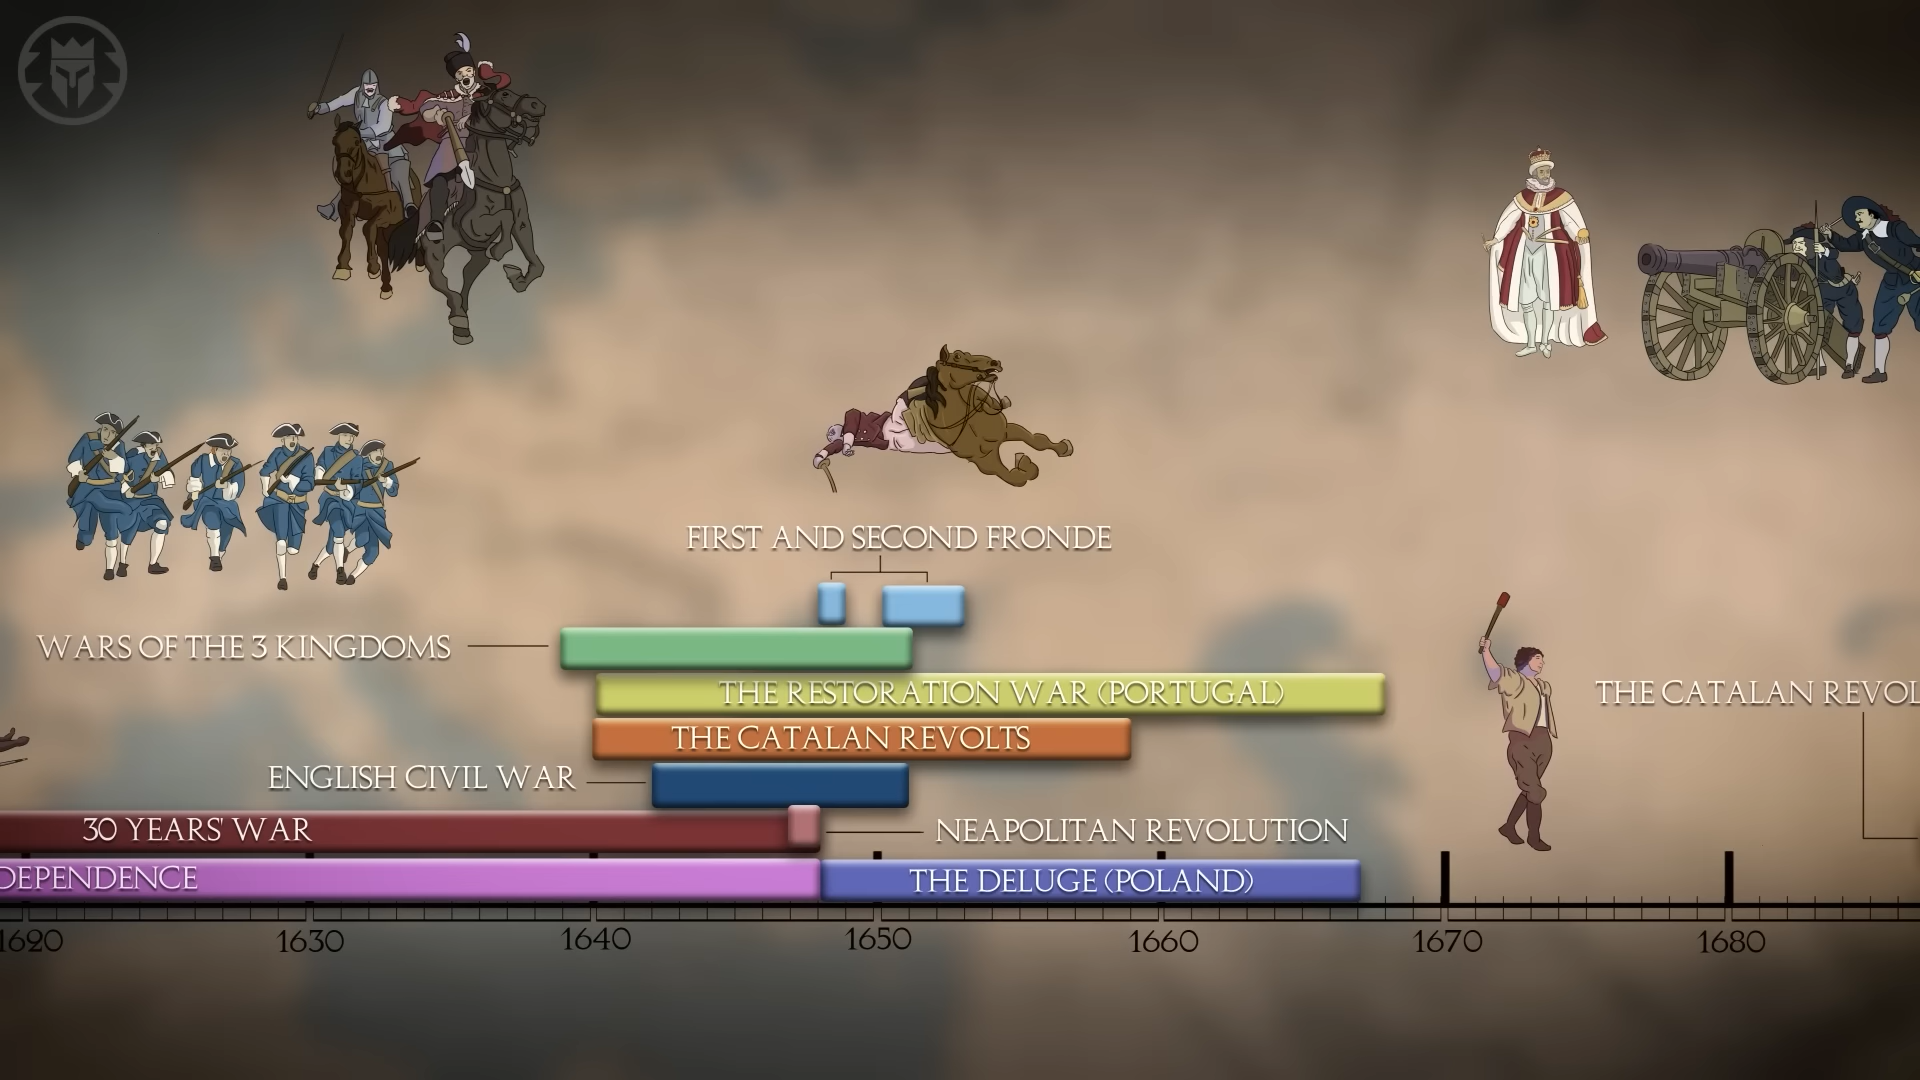 FIRST AND SECOND FRONDE
WARS OF THE 3 KINGDOMS
THE RESTORATION WAR (PORTUGAL)
THE CATALAN REVOL
THE CATALAN REVOLTS
ENGLISH CIVIL WAR
30 YEARS' WAR
NEAPOLITAN REVOLUTION
DEPENDENCE
THE DELUGE (POLAND)
1620 1630 1640 1650 1660 1670 1680